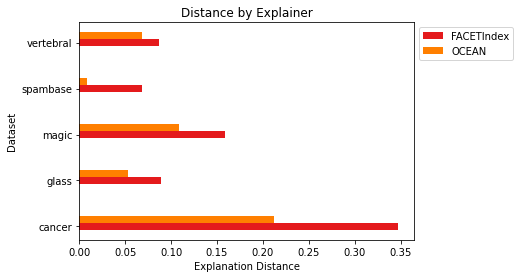 Distance by Explainer
FACETIndex
OCEAN
Dataset
vertebral
spambase
magic
glass
cancer
0.00 0.05 0.10 0.15 0.20 0.25 0.30 0.35
Explanation Distance